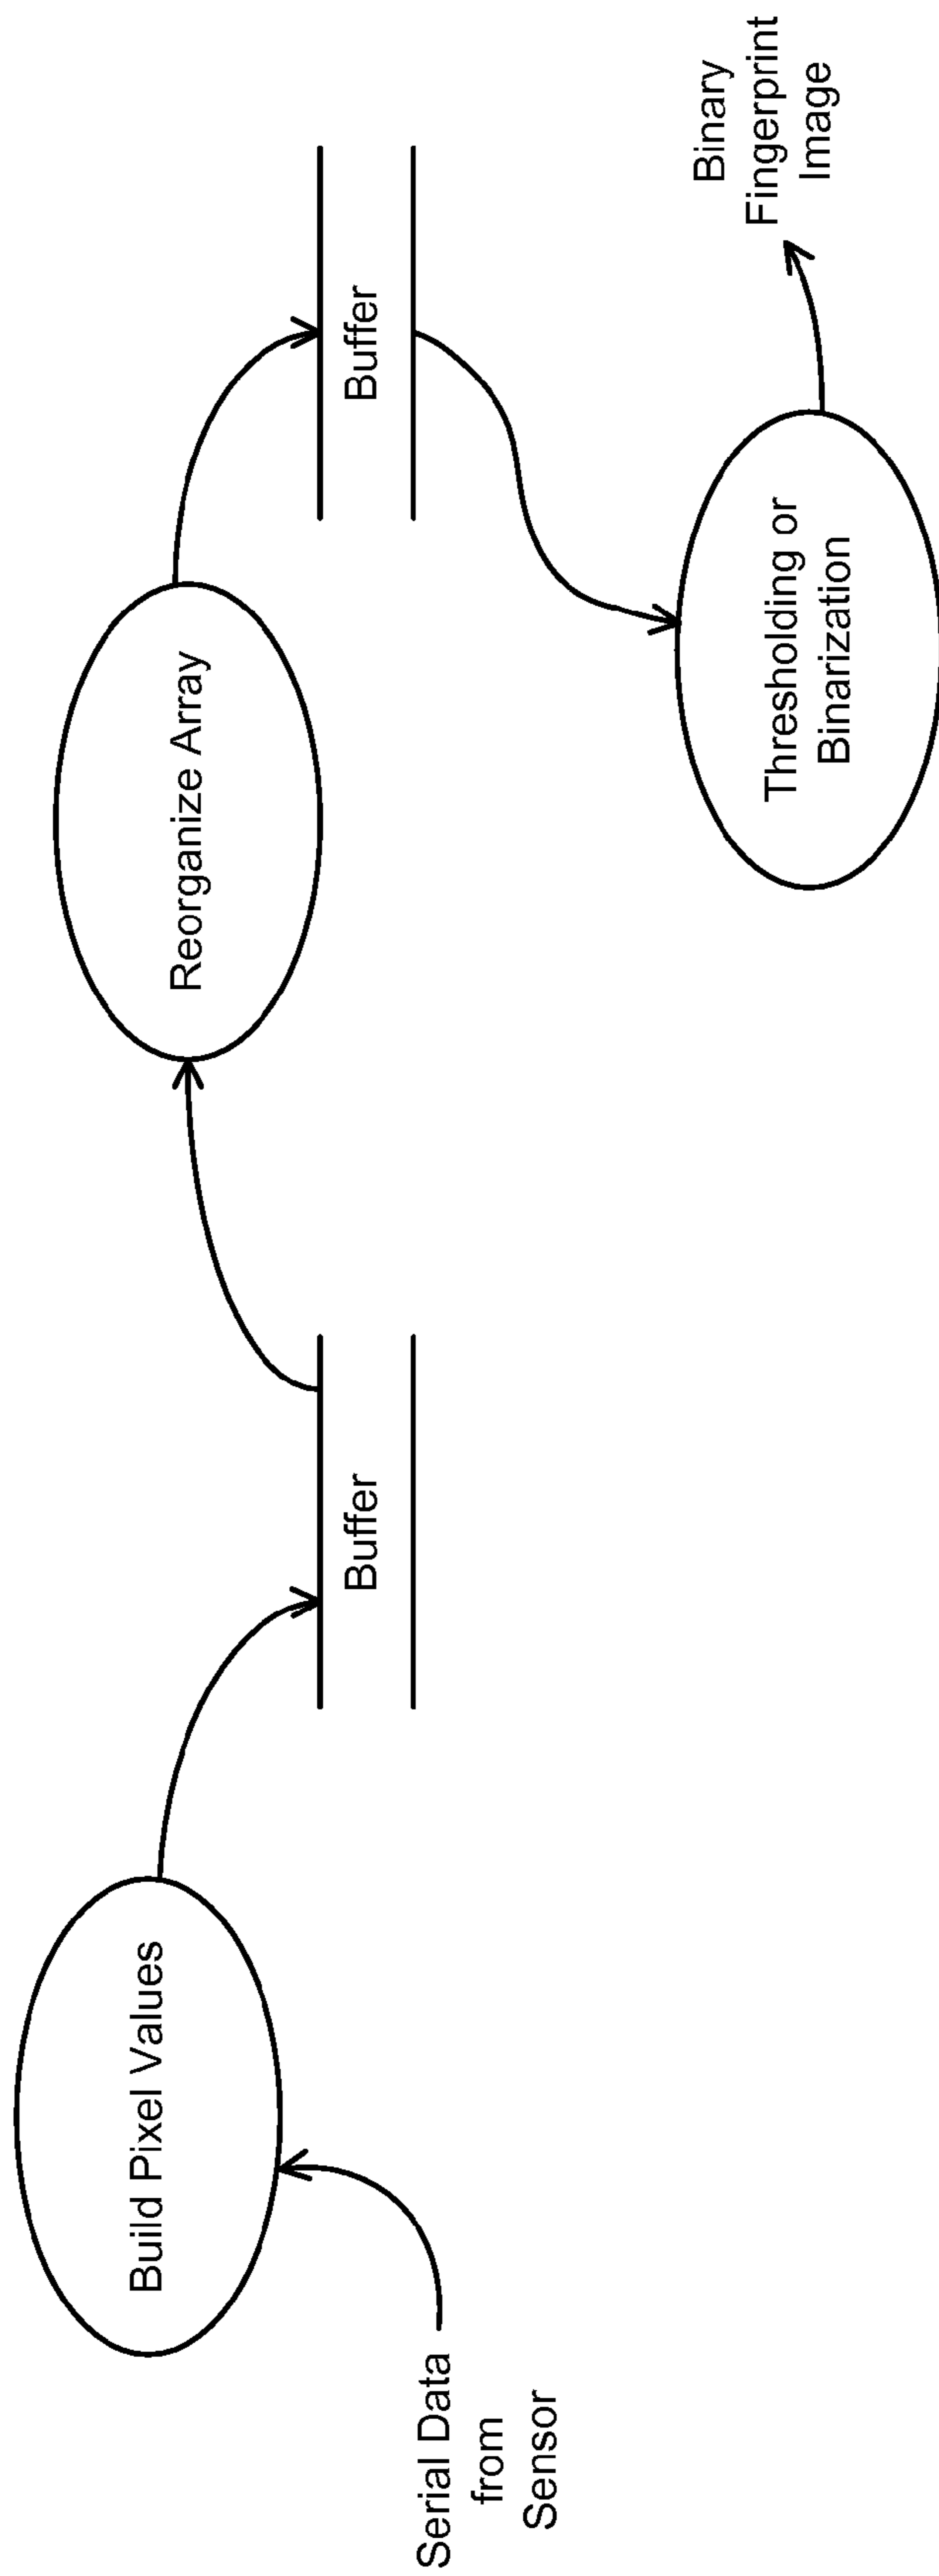 Serial Data
from
Sensor
Build Pixel Values
Buffer
Reorganize Array
Buffer
Thresholding or
Binarization
Binary
Fingerprint
Image